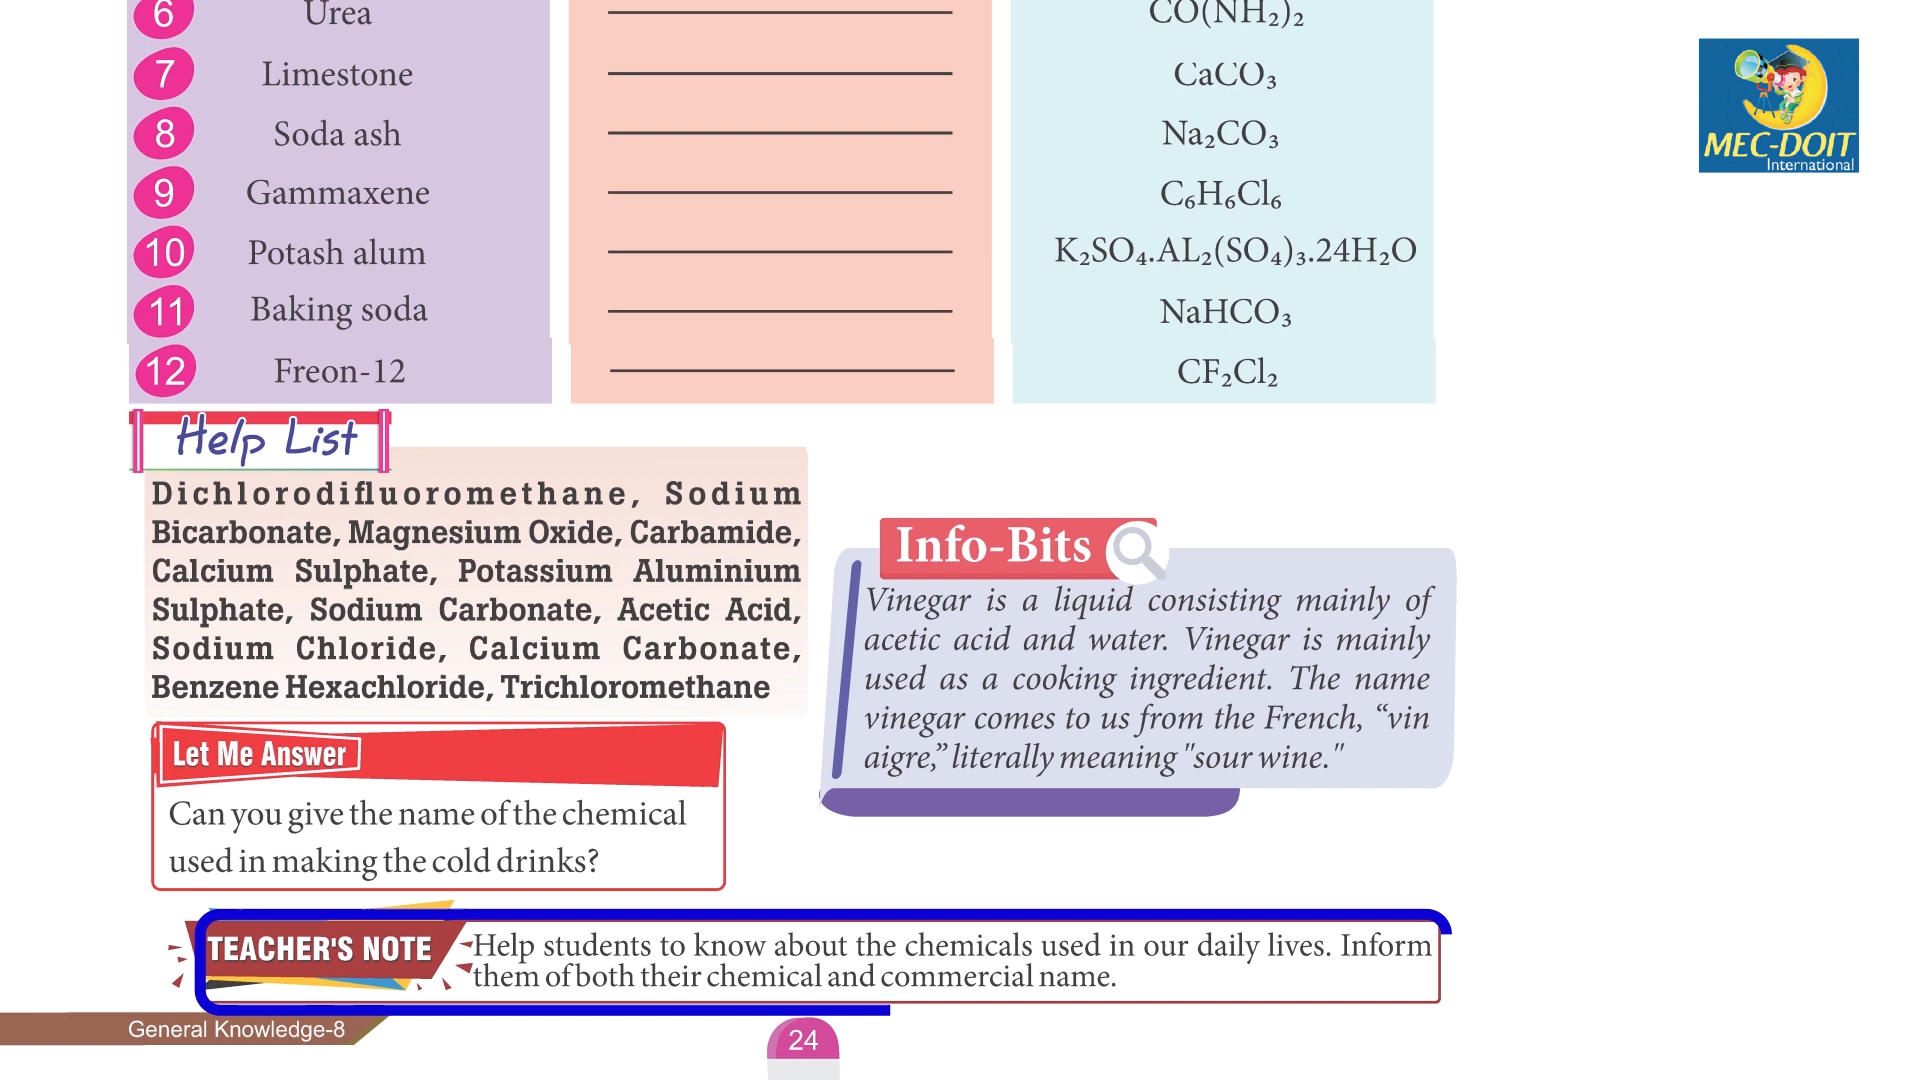 6 Urea CO(NH₂)₂
7 Limestone CaCO₃
8 Soda ash Na₂CO₃
9 Gammaxene C₆H₆Cl₆
10 Potash alum K₂SO₄.AL₂(SO₄)₃.24H₂O
11 Baking soda NaHCO₃
12 Freon-12 CF₂Cl₂
MEC-DOIT
International
Help List
Dichlorodifluoromethane, Sodium
Bicarbonate, Magnesium Oxide, Carbamide,
Calcium Sulphate, Potassium Aluminium
Sulphate, Sodium Carbonate, Acetic Acid,
Sodium Chloride, Calcium Carbonate,
Benzene Hexachloride, Trichloromethane
Info-Bits
Vinegar is a liquid consisting mainly of
acetic acid and water. Vinegar is mainly
used as a cooking ingredient. The name
vinegar comes to us from the French, “vin
aigre,” literally meaning "sour wine."
Let Me Answer
Can you give the name of the chemical
used in making the cold drinks?
TEACHER'S NOTE
Help students to know about the chemicals used in our daily lives. Inform
them of both their chemical and commercial name.
General Knowledge-8
24